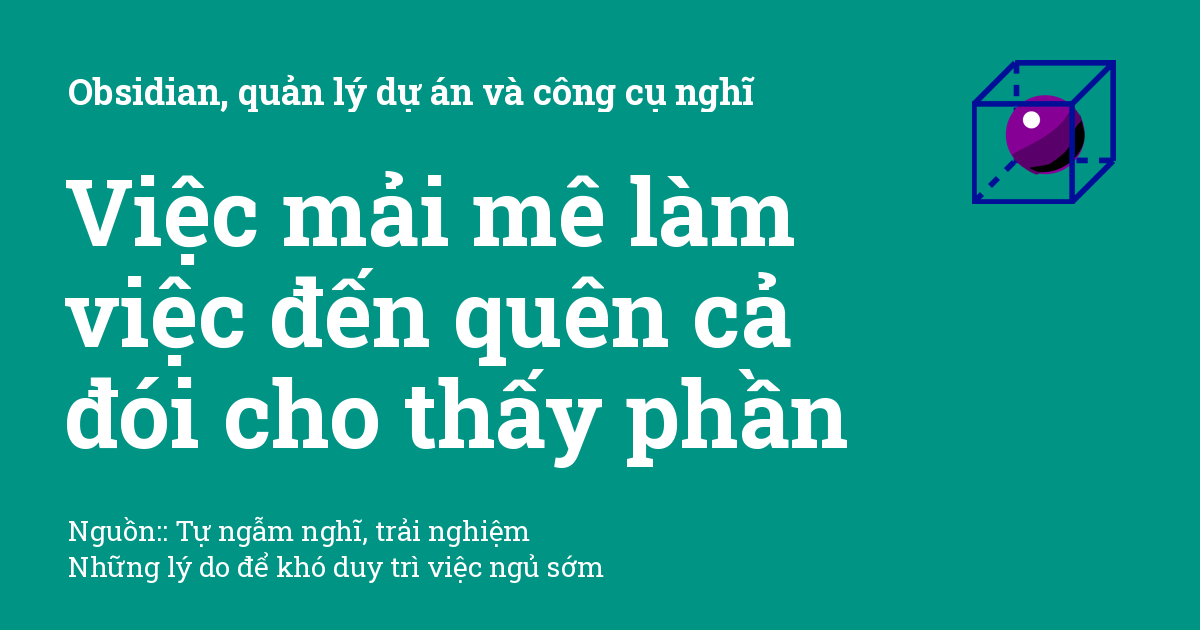 Obsidian, quản lý dự án và công cụ nghĩ
Việc mải mê làm
việc đến quên cả
đói cho thấy phần
Nguồn:: Tự ngẫm nghĩ, trải nghiệm
Những lý do để khó duy trì việc ngủ sớm